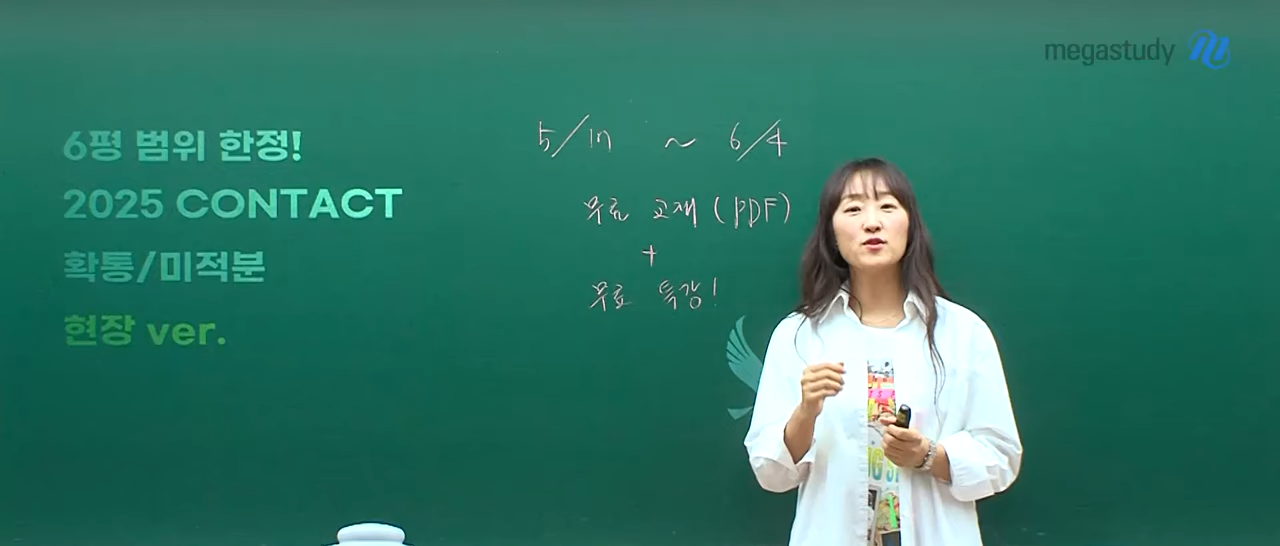 megastudy
6평 범위 한정!
2025 CONTACT
확통/미적분
현장 ver.
5/17 ~ 6/4
무료 교재 (PDF)
+
무료 특강!